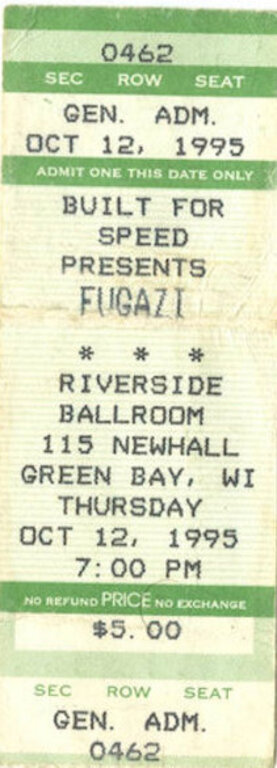 0462
SEC ROW SEAT
GEN. ADM.
OCT 12, 1995
ADMIT ONE THIS DATE ONLY
BUILT FOR
SPEED
PRESENTS
FUGAZI
* * *
RIVERSIDE
BALLROOM
115 NEWHALL
GREEN BAY, WI
THURSDAY
OCT 12, 1995
7:00 PM
NO REFUND PRICE NO EXCHANGE
$5.00
SEC ROW SEAT
GEN. ADM.
0462